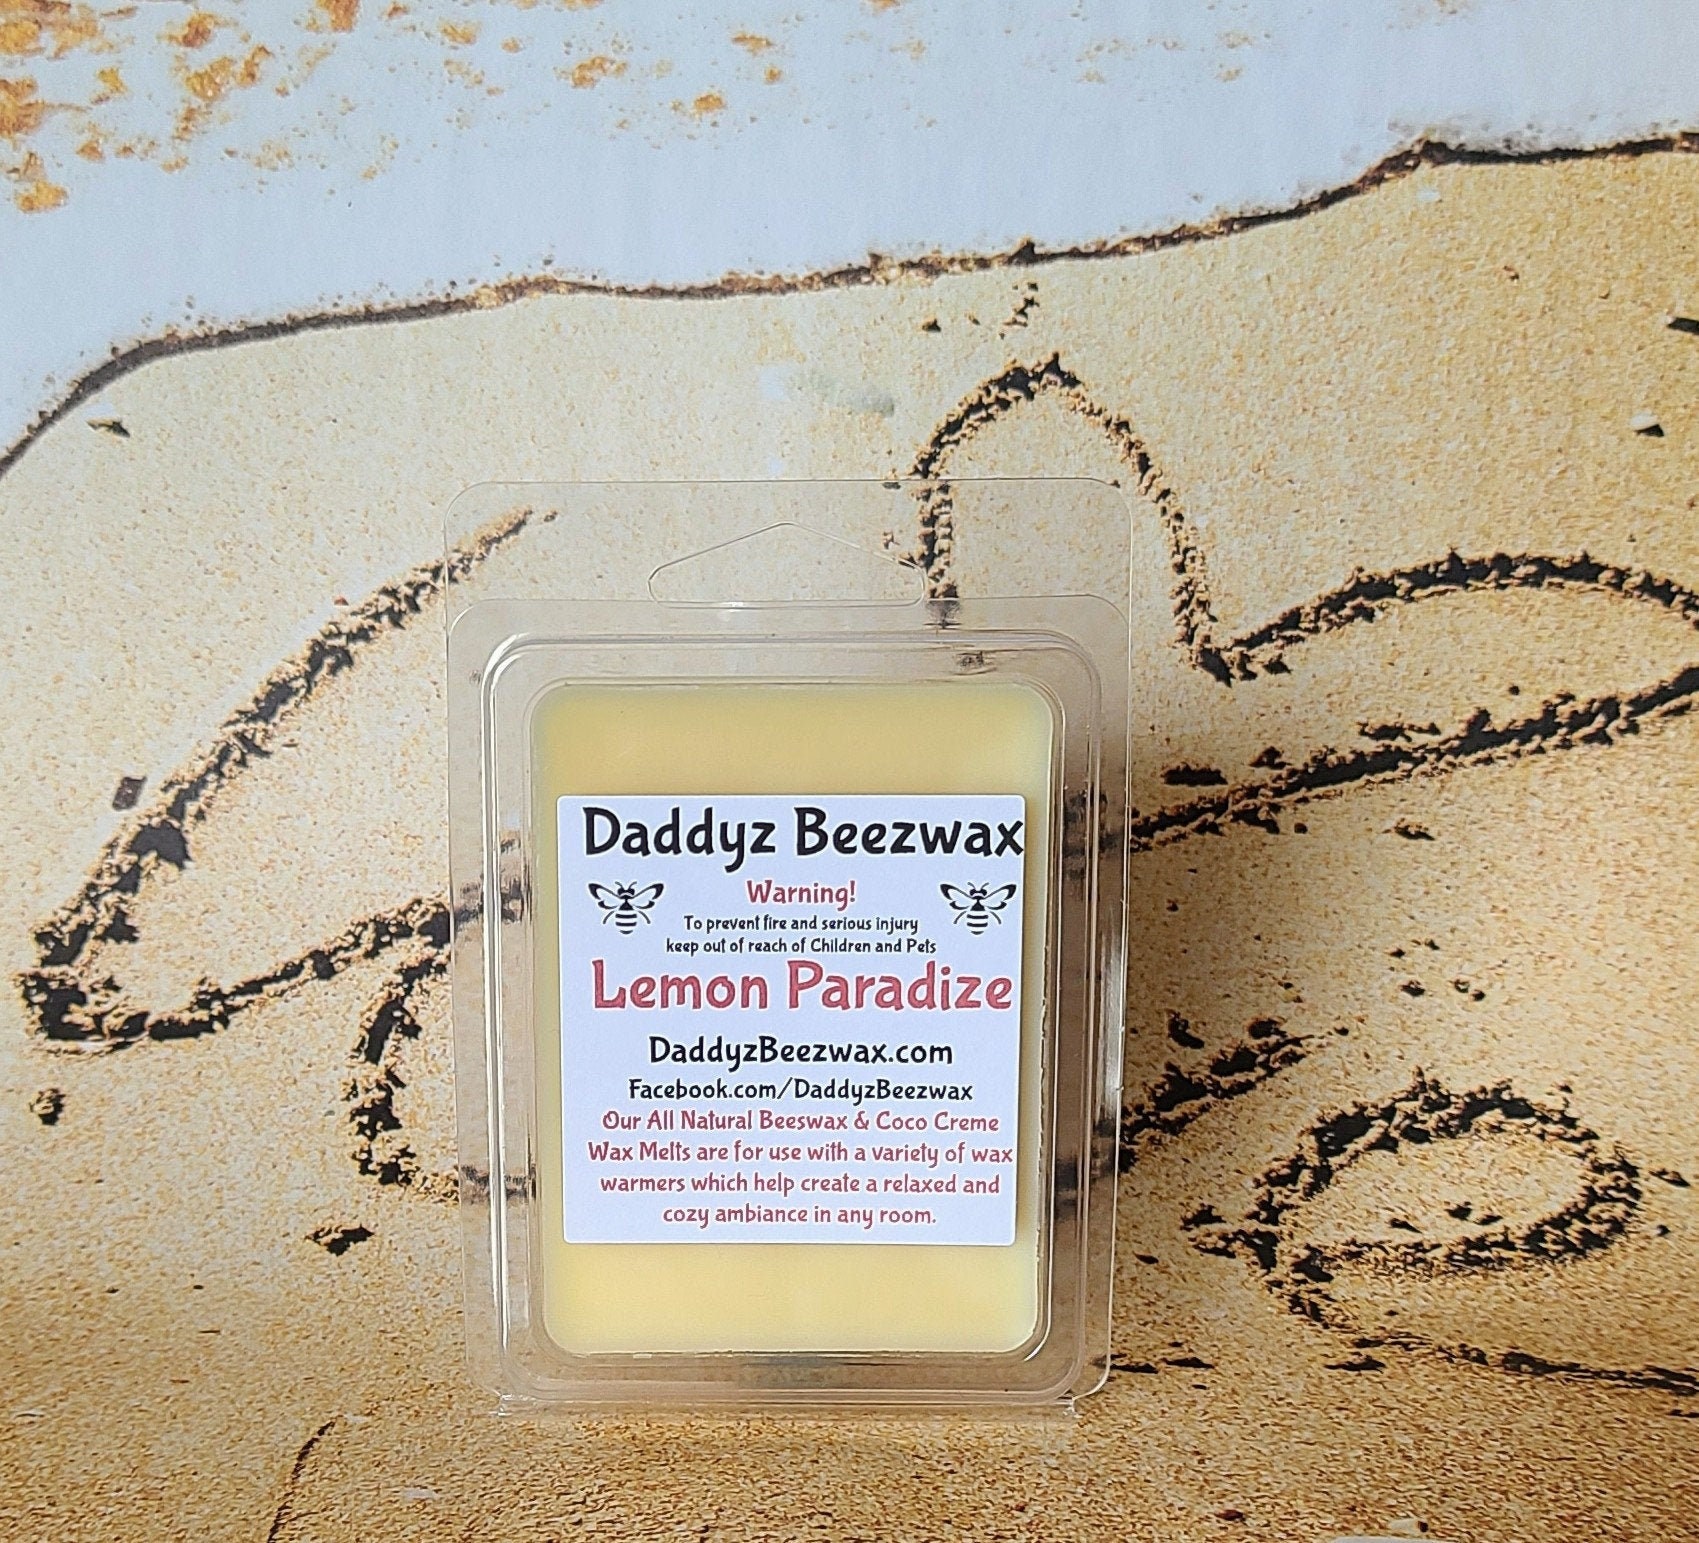 Daddyz Beezwax
Warning!
To prevent fire and serious injury
keep out of reach of Children and Pets
Lemon Paradize
DaddyzBeezwax.com
Facebook.com/DaddyzBeezwax
Our All Natural Beeswax & Coco Creme
Wax Melts are for use with a variety of wax
warmers which help create a relaxed and
cozy ambiance in any room.